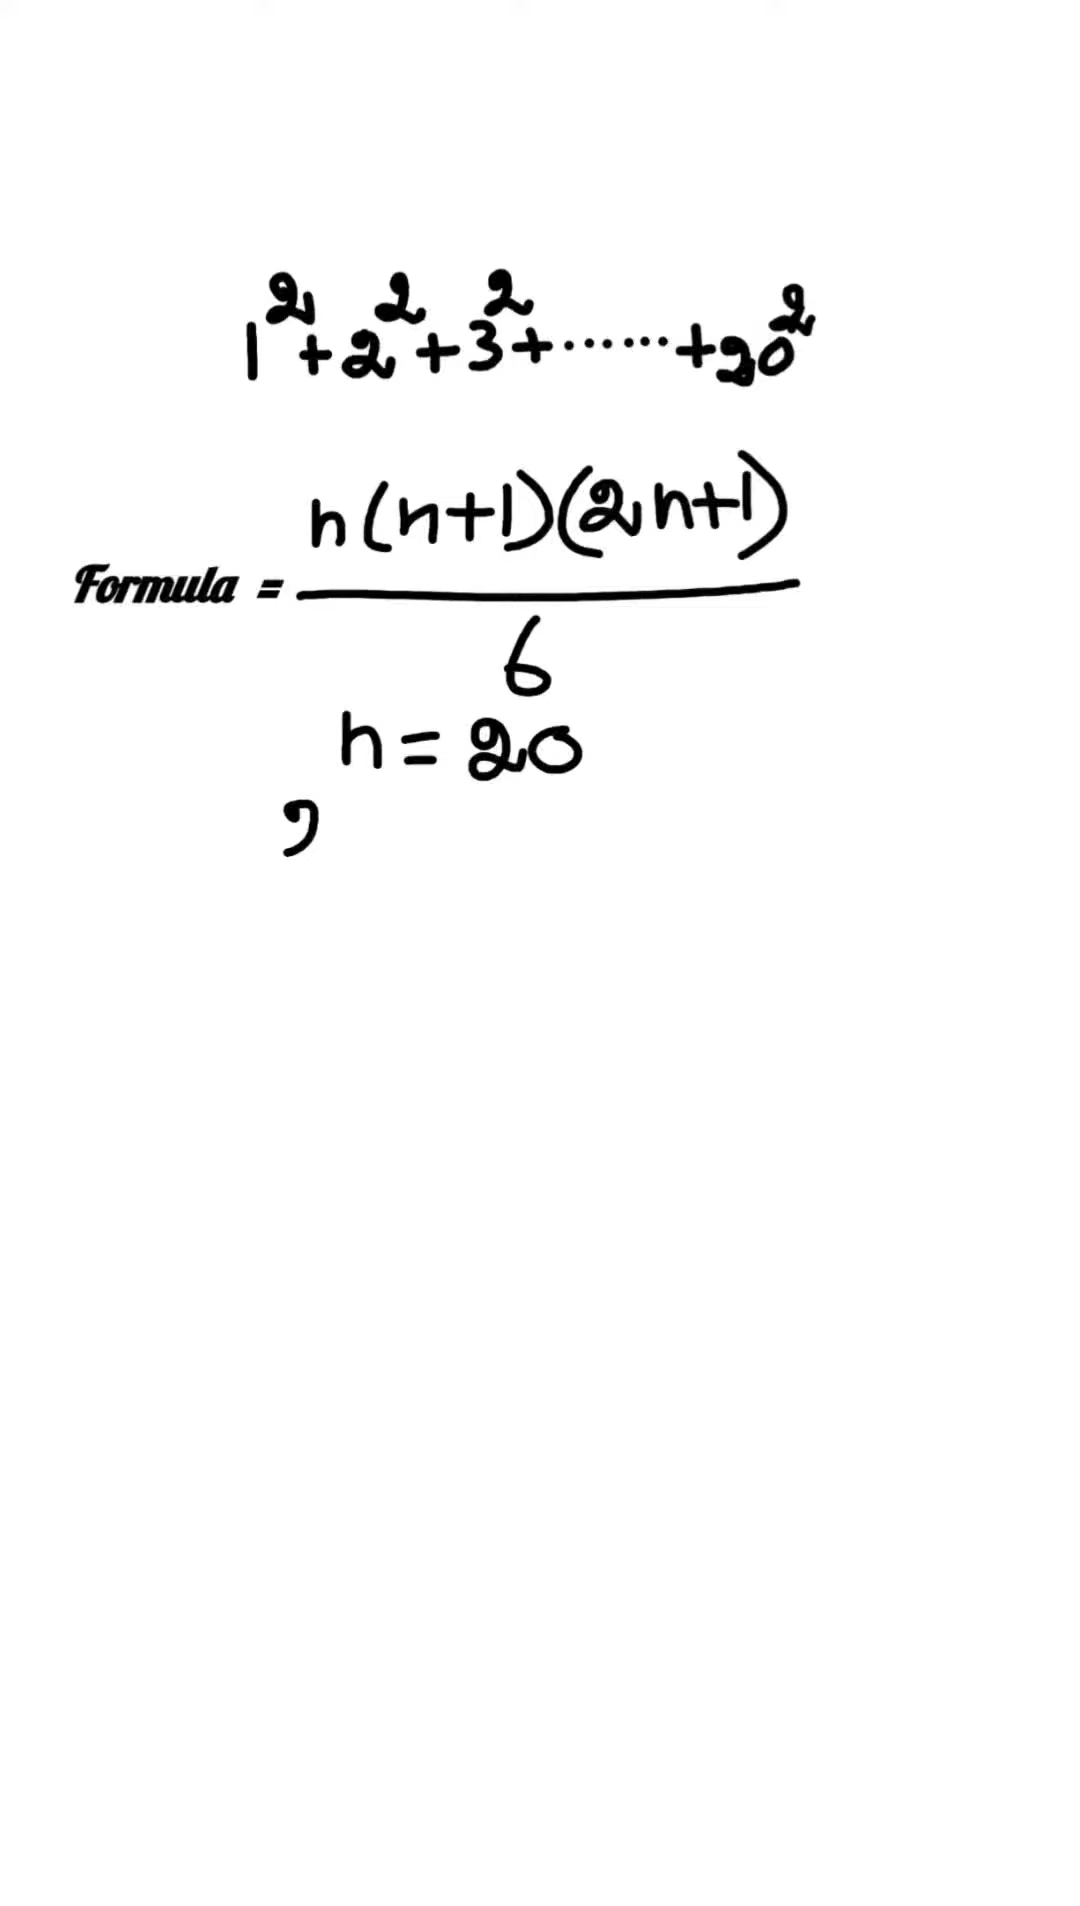 1²+2²+3²+......+20²
n(n+1)(2n+1)
Formula = 
6
n = 20